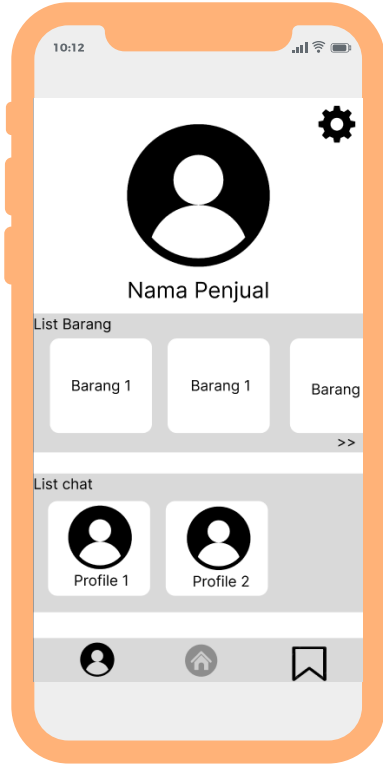 10:12
Nama Penjual
List Barang
Barang 1
Barang 1
Barang
>>
List chat
Profile 1
Profile 2